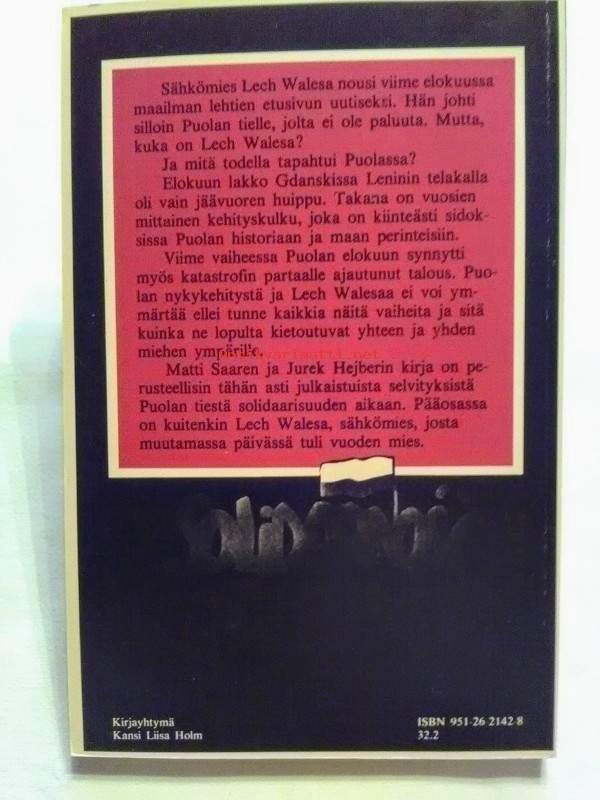 Sähkömies Lech Walesa nousi viime elokuussa
maailman lehtien etusivun uutiseksi. Hän johti
silloin Puolan tielle, jolta ei ole paluuta. Mutta,
kuka on Lech Walesa?
Ja mitä todella tapahtui Puolassa?
Elokuun lakko Gdanskissa Leninin telakalla
oli vain jäävuoren huippu. Takana on vuosien
mittainen kehityskulku, joka on kiinteästi sidok-
sissa Puolan historiaan ja maan perinteisiin.
Viime vaiheessa Puolan elokuun synnytti
myös katastrofin partaalle ajautunut talous. Puo-
lan nykykehitystä ja Lech Walesaa ei voi ym-
märtää ellei tunne kaikkia näitä vaiheita ja sitä
kuinka ne lopulta kietoutuvat yhteen ja yhden
miehen ympärille.
Matti Saaren ja Jurek Hejberin kirja on pe-
rusteellisin tähän asti julkaistuista selvityksistä
Puolan tiestä solidaarisuuden aikaan. Pääosassa
on kuitenkin Lech Walesa, sähkömies, josta
muutamassa päivässä tuli vuoden mies.
Kirjayhtymä
Kansi Liisa Holm
ISBN 951-26 2142-8
32.2